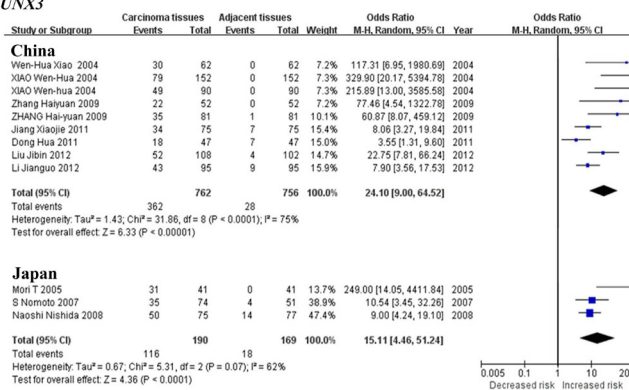 UNX3
Carcinoma tissues Adjacent tissues Odds Ratio Odds Ratio
Study or Subgroup Events Total Events Total Weight M-H, Random, 95% CI Year M-H, Random, 95% CI
China
Wen-Hua Xiao 2004 30 62 0 62 7.2% 117.31 [6.95, 1980.69] 2004
XIAO Wen-Hua 2004 79 152 0 152 7.2% 329.90 [20.17, 5394.78] 2004
XIAO Wen-hua 2004 49 90 0 90 7.2% 215.89 [13.00, 3585.58] 2004
Zhang Haiyuan 2009 22 52 0 52 7.2% 77.46 [4.54, 1322.78] 2009
ZHANG Hai-yuan 2009 35 81 1 81 9.8% 60.87 [8.07, 459.12] 2009
Jiang Xiaojie 2011 34 75 7 75 15.2% 8.06 [3.27, 19.84] 2011
Dong Hua 2011 18 47 7 47 14.7% 3.55 [1.31, 9.60] 2011
Liu Jibin 2012 52 108 4 102 14.3% 22.75 [7.81, 66.24] 2012
Li Jianguo 2012 43 95 9 95 16.2% 7.90 [3.56, 17.53] 2012
Total (95% CI) 762 756 100.0% 24.10 [9.00, 64.52]
Total events 362 28
Heterogeneity: Tau² = 1.43; Chi² = 31.86, df = 8 (P < 0.0001); I² = 75%
Test for overall effect: Z = 6.33 (P < 0.00001)
Japan
Mori T 2005 31 41 0 41 13.7% 249.00 [14.05, 4411.84] 2005
S Nomoto 2007 35 74 4 51 38.9% 10.54 [3.45, 32.26] 2007
Naoshi Nishida 2008 50 75 14 77 47.4% 9.00 [4.24, 19.10] 2008
Total (95% CI) 190 169 100.0% 15.11 [4.46, 51.24]
Total events 116 18
Heterogeneity: Tau² = 0.67; Chi² = 5.31, df = 2 (P = 0.07); I² = 62%
Test for overall effect: Z = 4.36 (P < 0.0001)
0.005 0.1 1 10 20
Decreased risk Increased risk